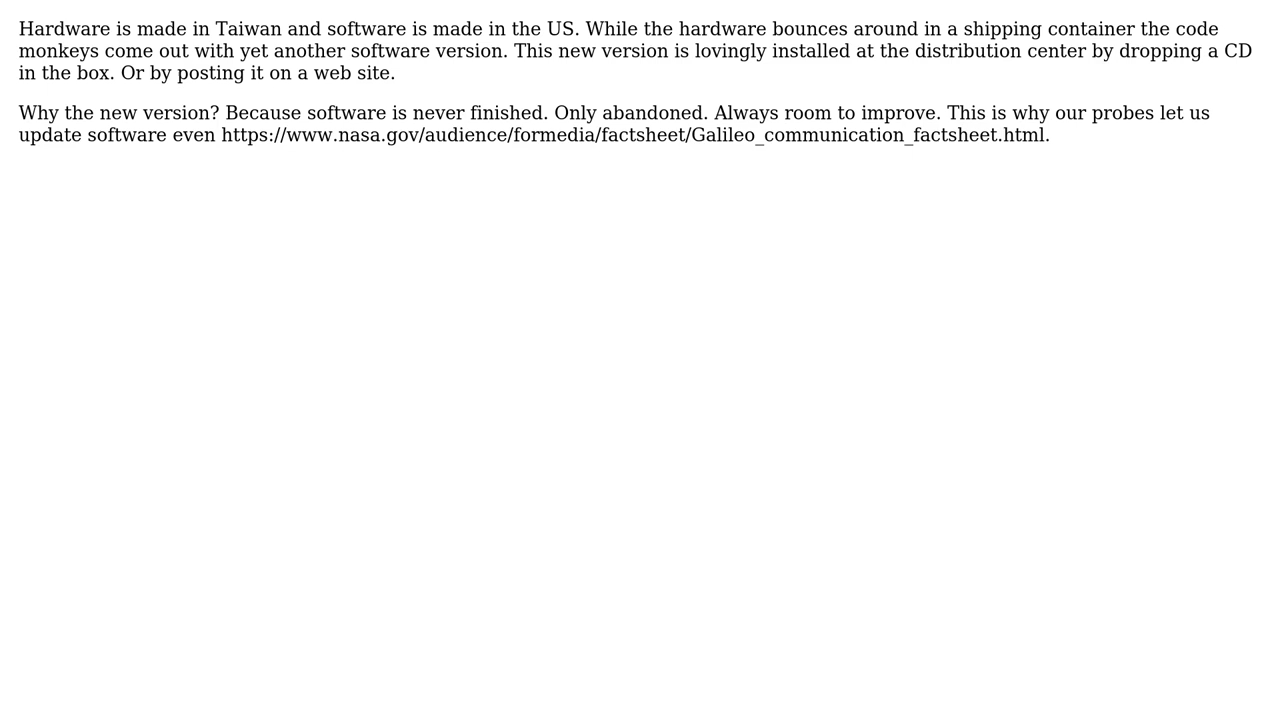 Hardware is made in Taiwan and software is made in the US. While the hardware bounces around in a shipping container the code
monkeys come out with yet another software version. This new version is lovingly installed at the distribution center by dropping a CD
in the box. Or by posting it on a web site.
Why the new version? Because software is never finished. Only abandoned. Always room to improve. This is why our probes let us
update software even https://www.nasa.gov/audience/formedia/factsheet/Galileo_communication_factsheet.html.